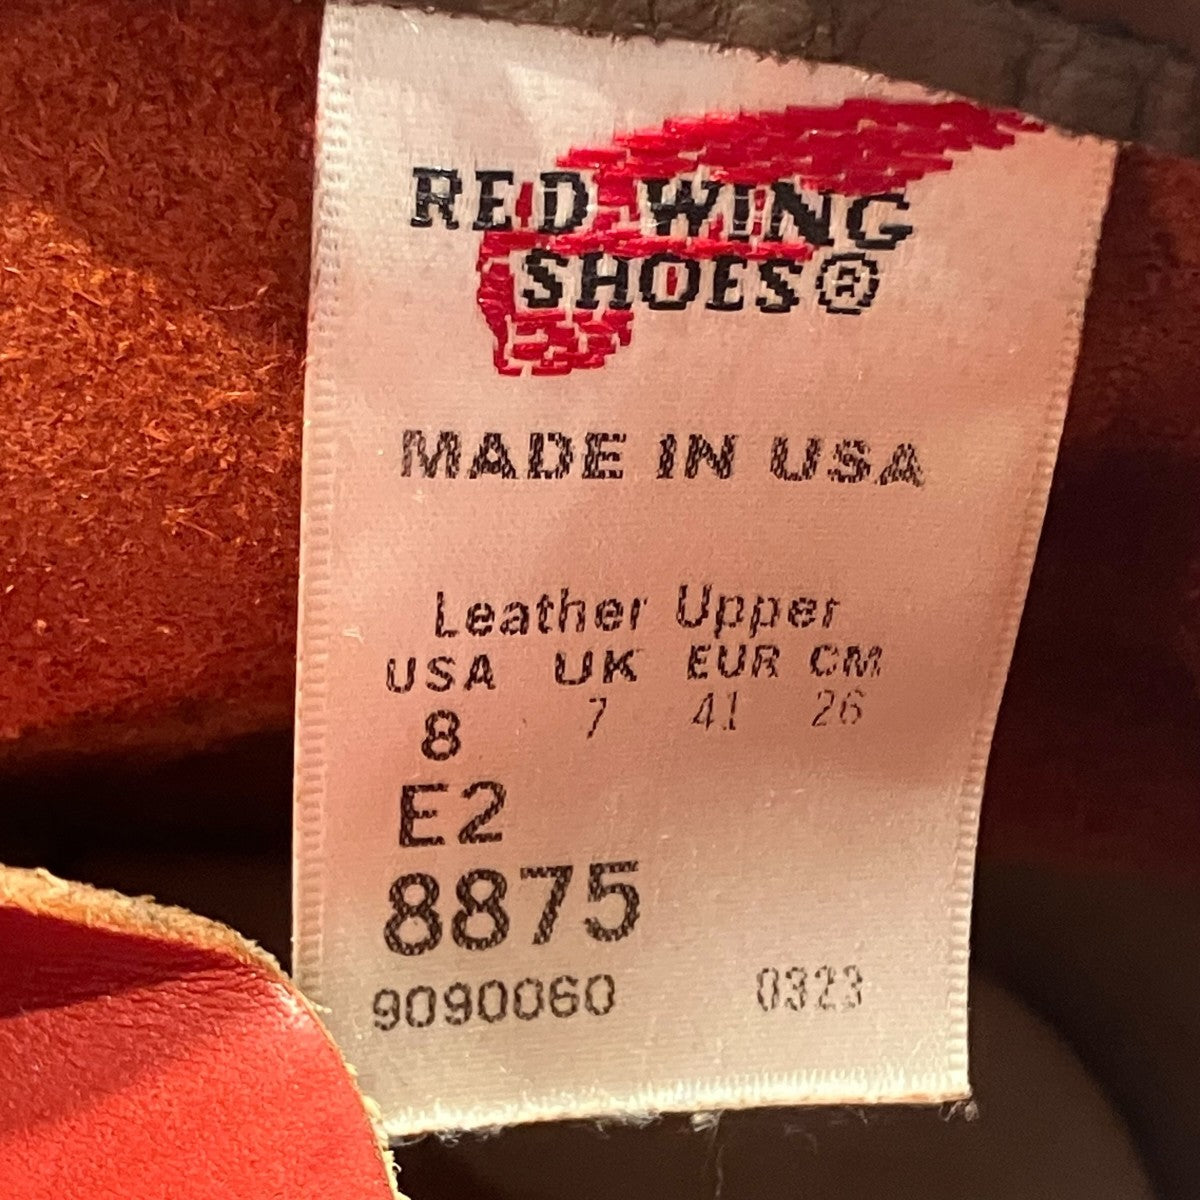 RED WING
SHOES®
MADE IN USA
Leather Upper
USA UK EUR CM
8 7 41 26
E2
8875
9090060 0323